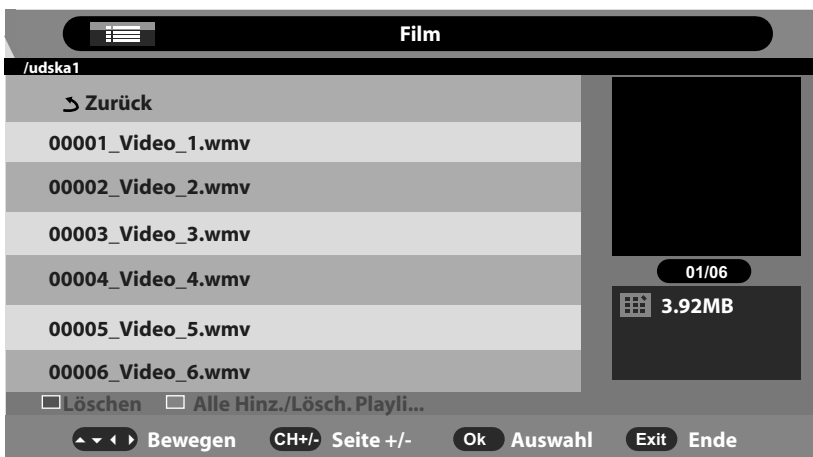 Film
/udska1
Zurück
00001_Video_1.wmv
00002_Video_2.wmv
00003_Video_3.wmv
00004_Video_4.wmv
00005_Video_5.wmv
00006_Video_6.wmv
01/06
3.92MB
Löschen Alle Hinz./Lösch. Playli...
Bewegen CH+/- Seite +/- Ok Auswahl Exit Ende